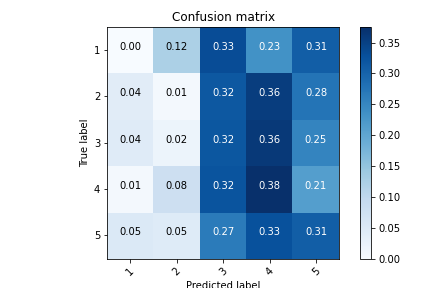 Confusion matrix
0.00 0.12 0.33 0.23 0.31
0.04 0.01 0.32 0.36 0.28
0.04 0.02 0.32 0.36 0.25
0.01 0.08 0.32 0.38 0.21
0.05 0.05 0.27 0.33 0.31
1
2
3
4
5
True label
1 2 3 4 5
Predicted label
0.35
0.30
0.25
0.20
0.15
0.10
0.05
0.00